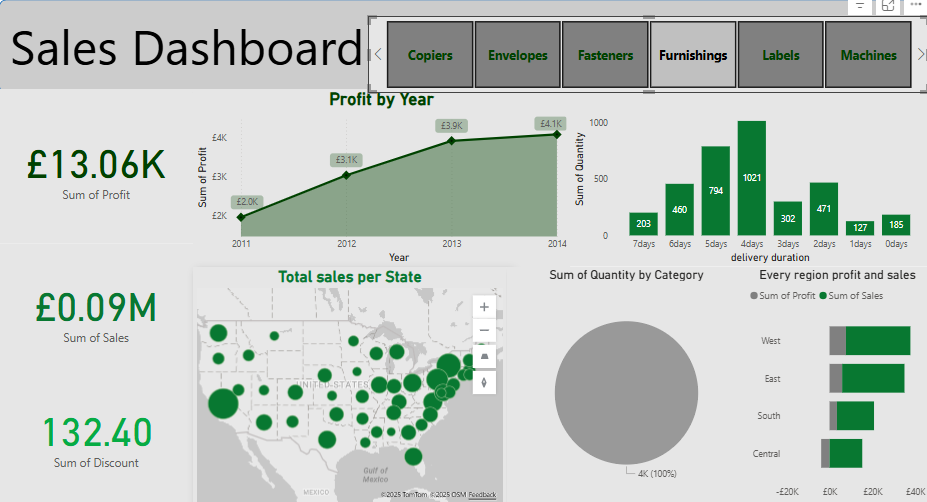 Sales Dashboard
Copiers
Envelopes
Fasteners
Furnishings
Labels
Machines
£13.06K
Sum of Profit
£0.09M
Sum of Sales
132.40
Sum of Discount
Profit by Year
Sum of Profit
£4K
£3K
£2K
£2.0K
£3.1K
£3.9K
£4.1K
2011 2012 2013 2014
Year
Sum of Quantity
1000
500
0
203 460 794 1021 302 471 127 185
7days 6days 5days 4days 3days 2days 1days 0days
delivery duration
Total sales per State
UNITED STATES
Gulf of
Mexico
MEXICO
© 2025 TomTom © 2025 OSM Feedback
Sum of Quantity by Category
4K (100%)
Every region profit and sales
Sum of Profit Sum of Sales
West
East
South
Central
-£20K £0K £20K £40K